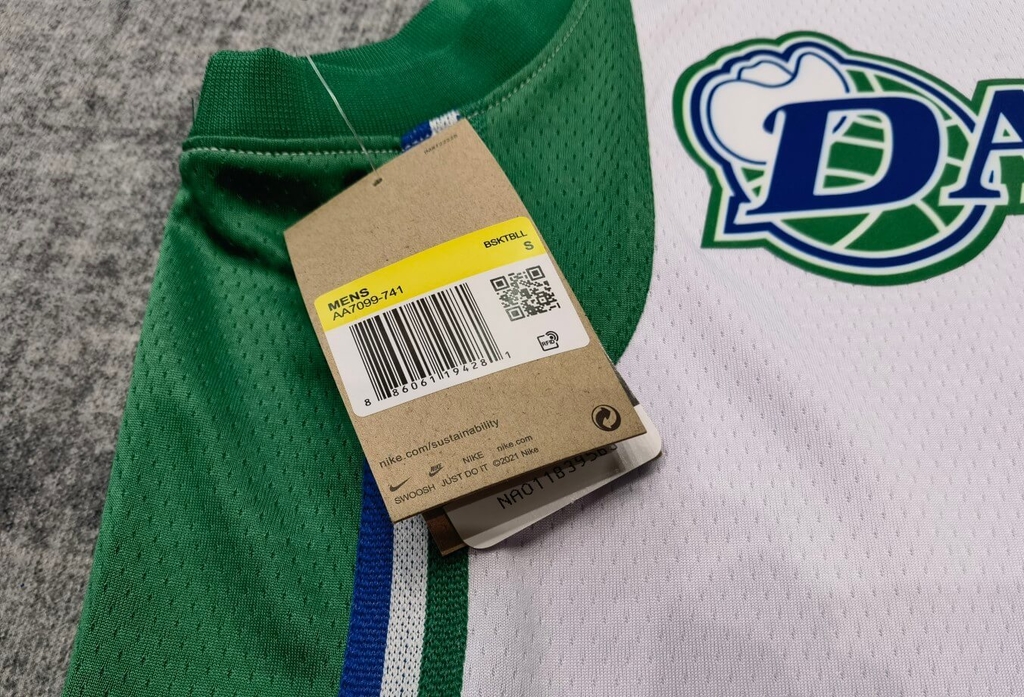 DA
BSKTBLL
S
MENS
AA7099-741
8 86061 19428 1
RFID
nike.com/sustainability
NIKE nike.com
SWOOSH JUST DO IT ©2021 Nike